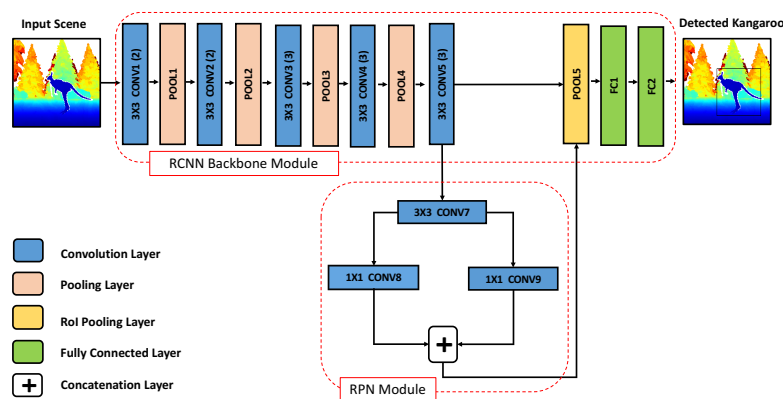 Input Scene
Detected Kangaroo
3X3 CONV1 (2)
POOL1
3X3 CONV2 (2)
POOL2
3X3 CONV3 (3)
POOL3
3X3 CONV4 (3)
POOL4
3X3 CONV5 (3)
POOL5
FC1
FC2
RCNN Backbone Module
3X3 CONV7
1X1 CONV8
1X1 CONV9
+
RPN Module
Convolution Layer
Pooling Layer
RoI Pooling Layer
Fully Connected Layer
+ Concatenation Layer